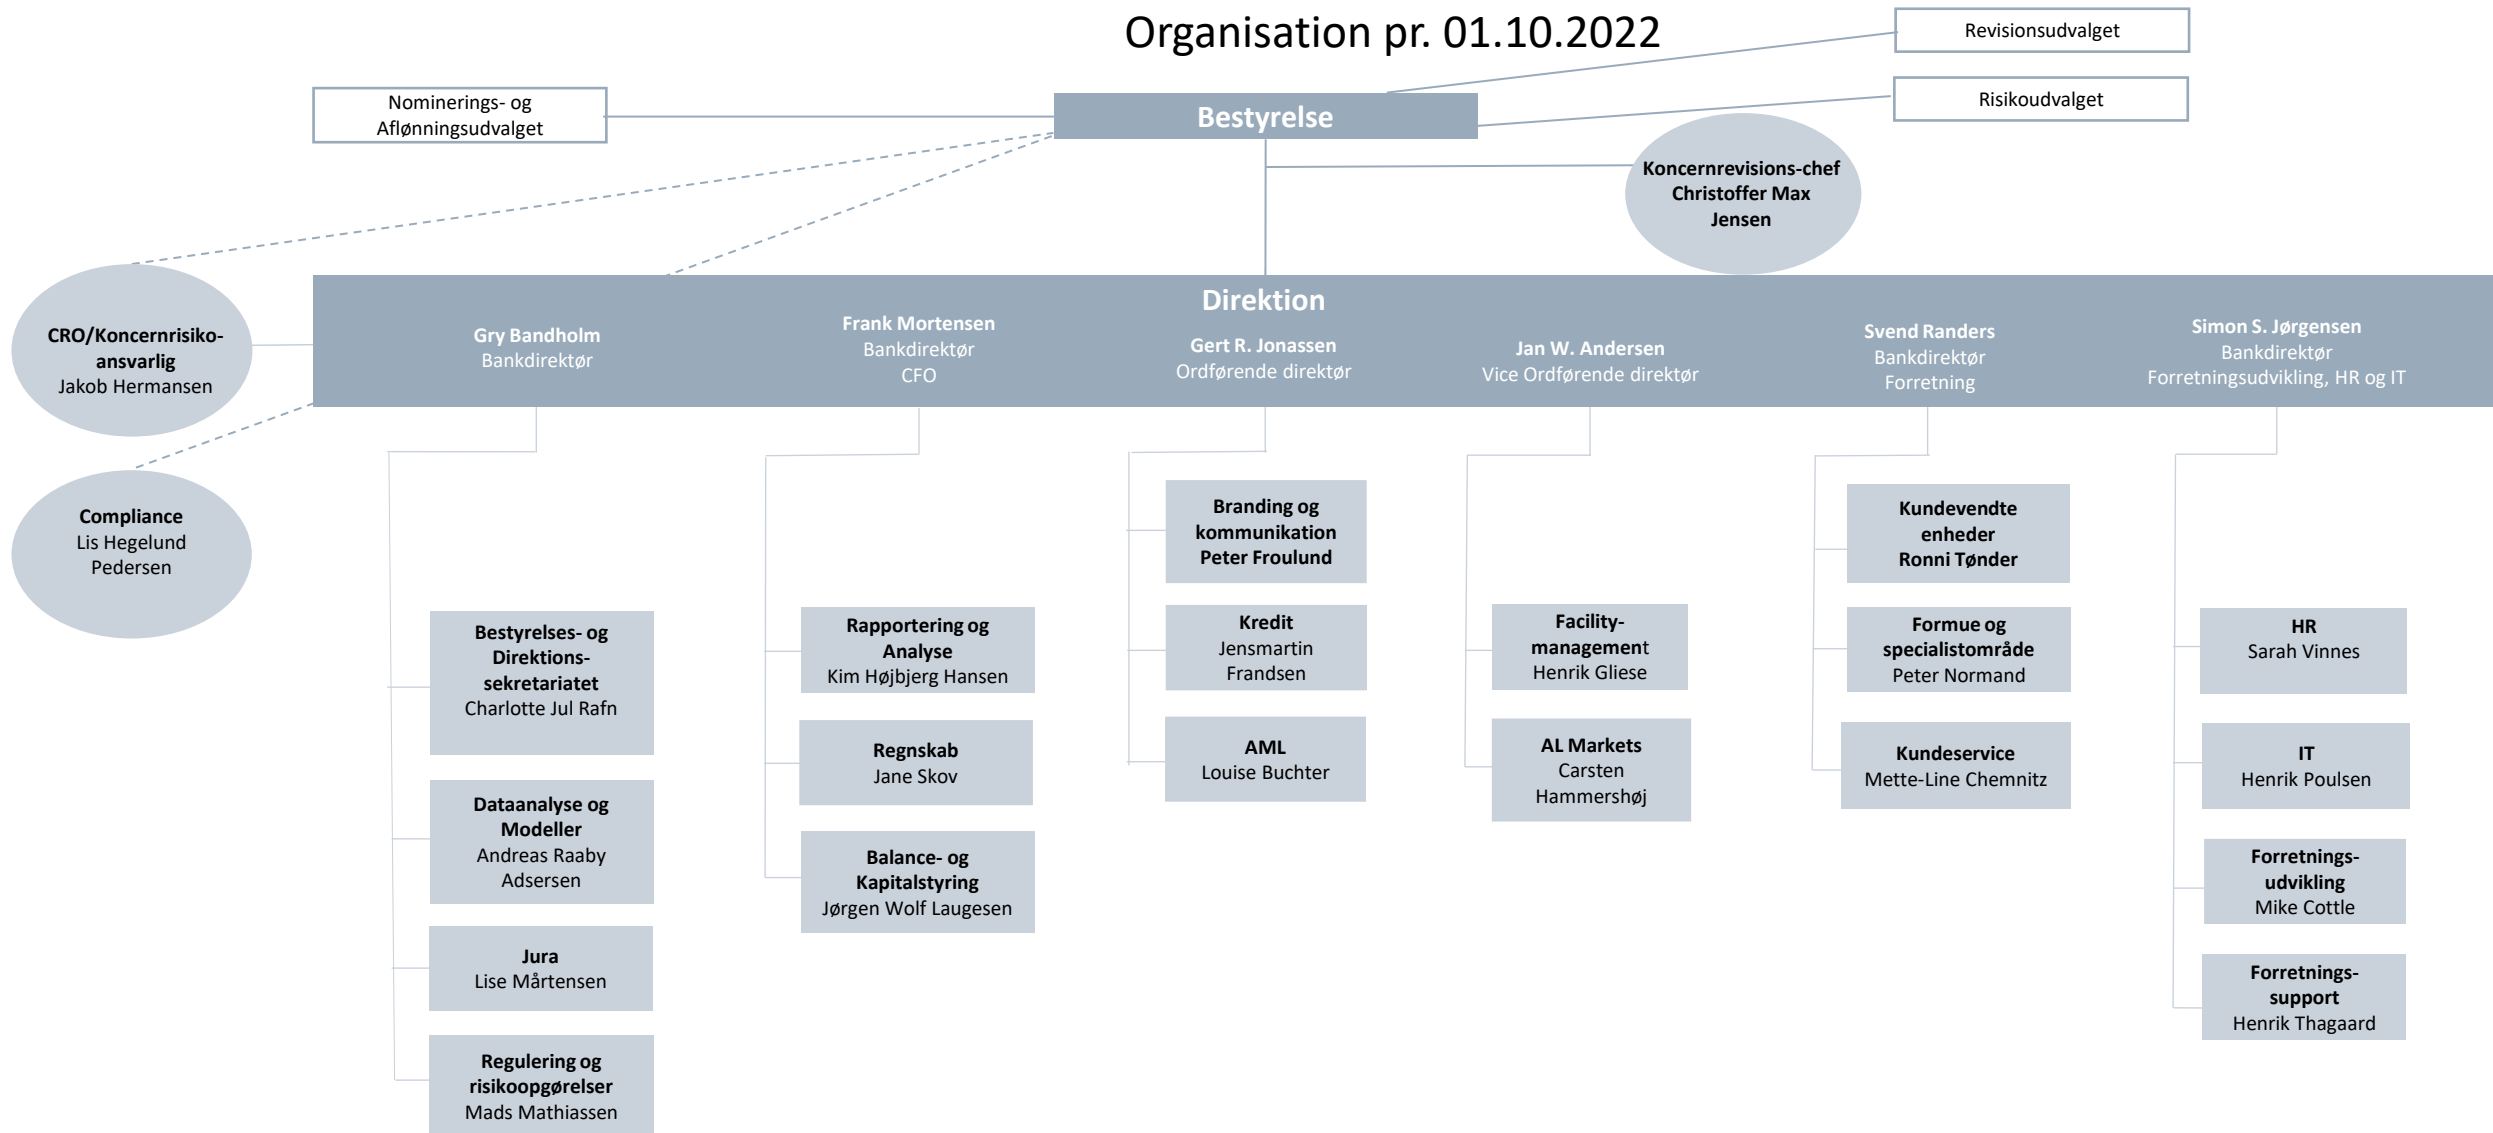 Organisation pr. 01.10.2022
Revisionsudvalget
Risikoudvalget
Nominerings- og
Aflønningsudvalget
Bestyrelse
Koncernrevisions-chef
Christoffer Max
Jensen
Direktion
CRO/Koncernrisiko-
ansvarlig
Jakob Hermansen
Gry Bandholm
Bankdirektør
Frank Mortensen
Bankdirektør
CFO
Gert R. Jonassen
Ordførende direktør
Jan W. Andersen
Vice Ordførende direktør
Svend Randers
Bankdirektør
Forretning
Simon S. Jørgensen
Bankdirektør
Forretningsudvikling, HR og IT
Compliance
Lis Hegelund
Pedersen
Bestyrelses- og
Direktions-
sekretariatet
Charlotte Jul Rafn
Dataanalyse og
Modeller
Andreas Raaby
Adsersen
Jura
Lise Mårtensen
Regulering og
risikoopgørelser
Mads Mathiassen
Rapportering og
Analyse
Kim Højbjerg Hansen
Regnskab
Jane Skov
Balance- og
Kapitalstyring
Jørgen Wolf Laugesen
Branding og
kommunikation
Peter Froulund
Kredit
Jensmartin
Frandsen
AML
Louise Buchter
Facility-
management
Henrik Gliese
AL Markets
Carsten
Hammershøj
Kundevendte
enheder
Ronni Tønder
Formue og
specialistområde
Peter Normand
Kundeservice
Mette-Line Chemnitz
HR
Sarah Vinnes
IT
Henrik Poulsen
Forretnings-
udvikling
Mike Cottle
Forretnings-
support
Henrik Thagaard